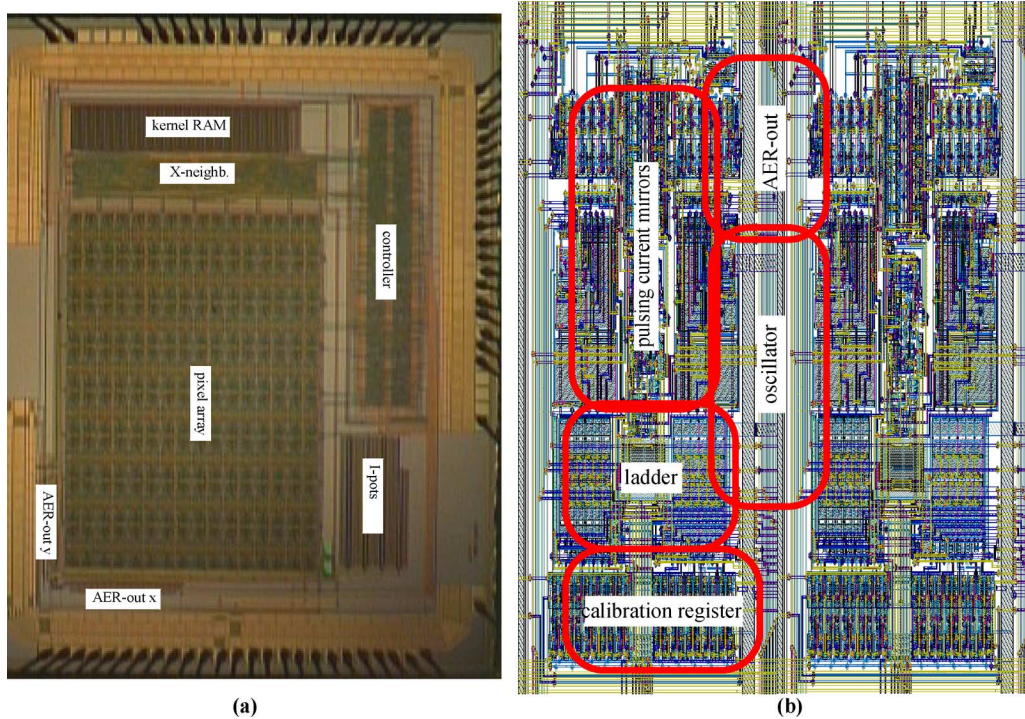 kernel RAM
X-neighb.
controller
pixel array
I-pots
AER-out y
AER-out x
(a)
AER-out
pulsing current mirrors
oscillator
ladder
calibration register
(b)